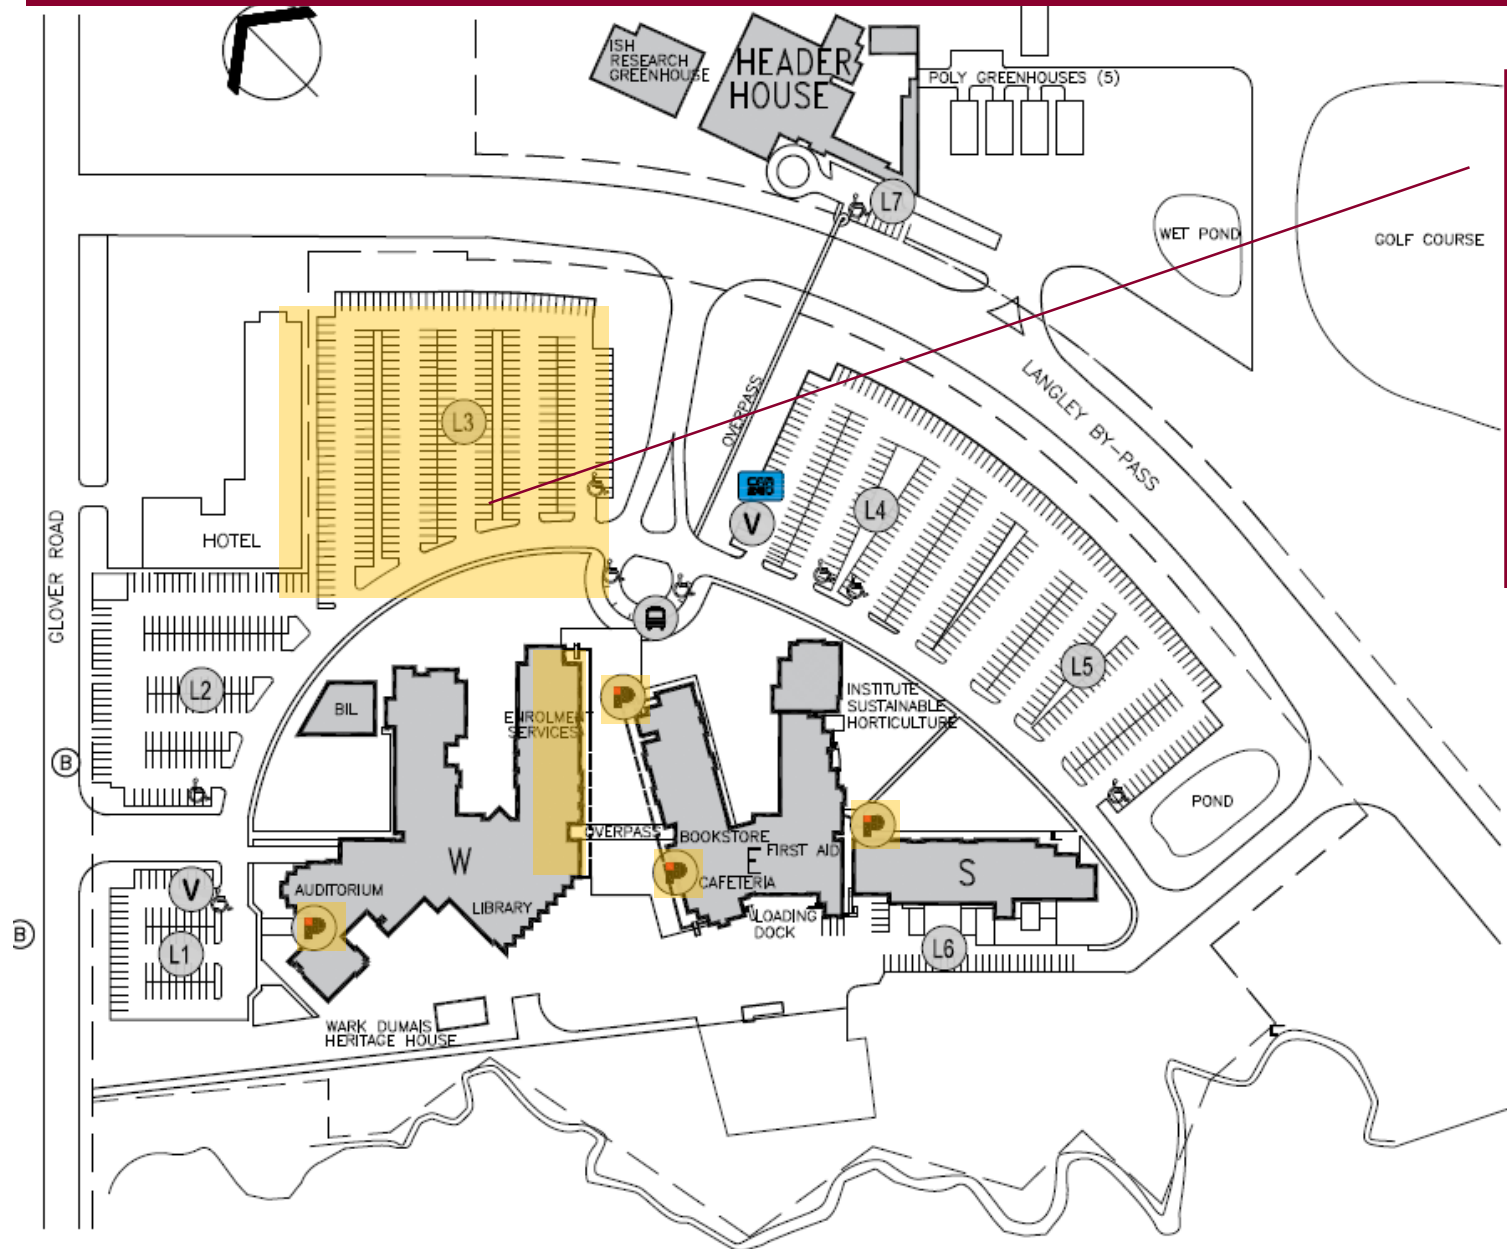 ISH
RESEARCH
GREENHOUSE
HEADER
HOUSE
POLY GREENHOUSES (5)
L7
WET POND
GOLF COURSE
L3
OVERPASS
LANGLEY BY-PASS
HOTEL
V
L4
GLOVER ROAD
L2
L5
BIL
ENROLMENT
SERVICES
P
INSTITUTE
SUSTAINABLE
HORTICULTURE
B
POND
OVERPASS
BOOKSTORE
P
W
E
FIRST AID
P
CAFETERIA
S
V
AUDITORIUM
LIBRARY
P
LOADING
DOCK
B
L1
L6
WARK DUMAIS
HERITAGE HOUSE